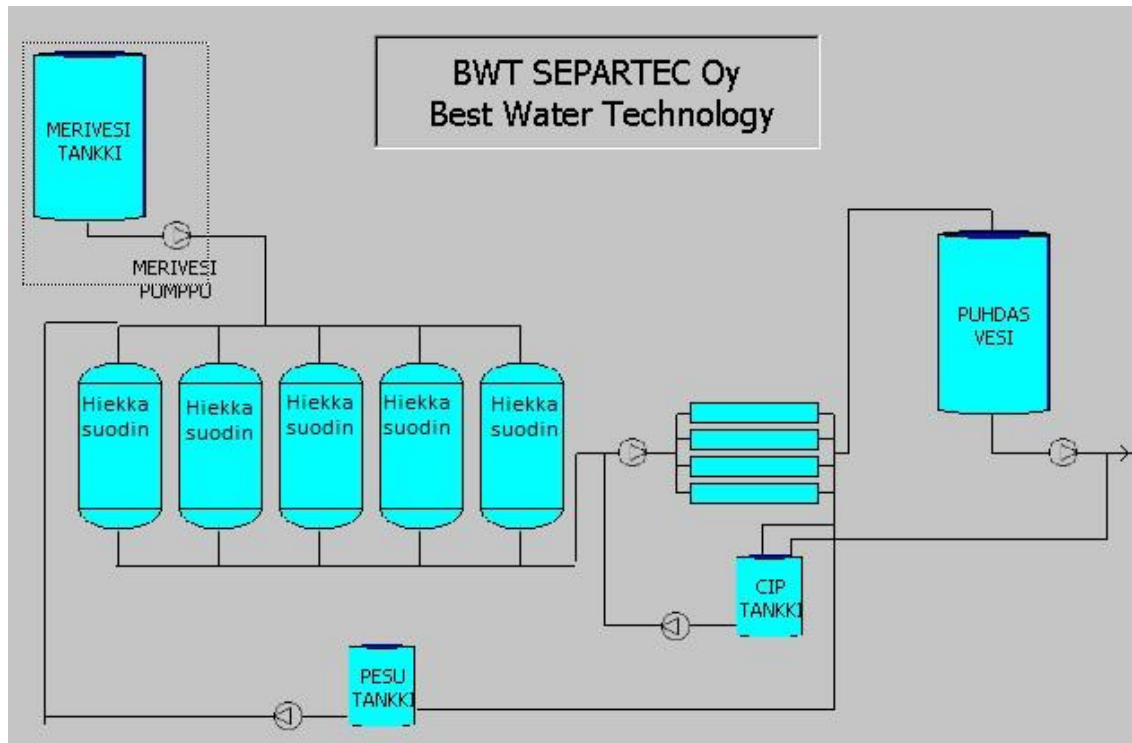 BWT SEPARTEC Oy
Best Water Technology
MERIVESI
TANKKI
MERIVESI
PUMPPU
PUHDAS
VESI
Hiekka
suodin
Hiekka
suodin
Hiekka
suodin
Hiekka
suodin
Hiekka
suodin
CIP
TANKKI
PESU
TANKKI